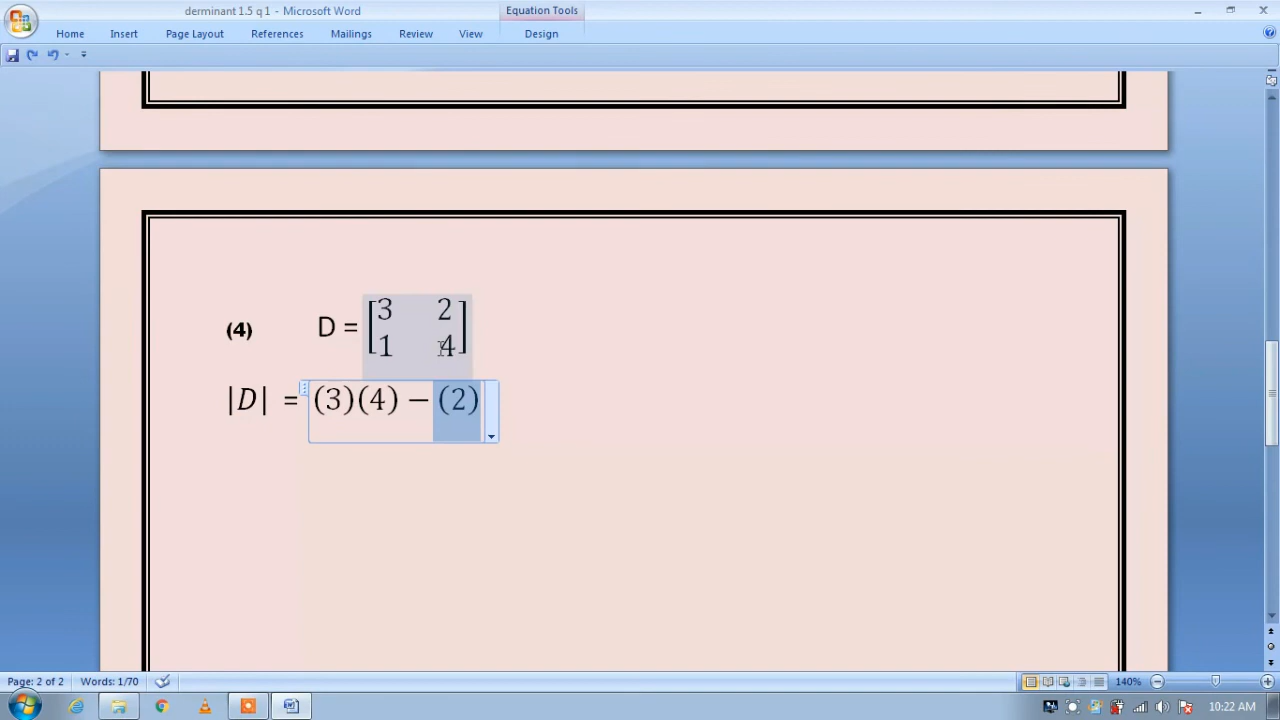 derminant 1.5 q 1 - Microsoft Word
Equation Tools
Home Insert Page Layout References Mailings Review View Design
(4) D = [3 2
1 4]
|D| = (3)(4) − (2)
Page: 2 of 2 Words: 1/70 140%
10:22 AM